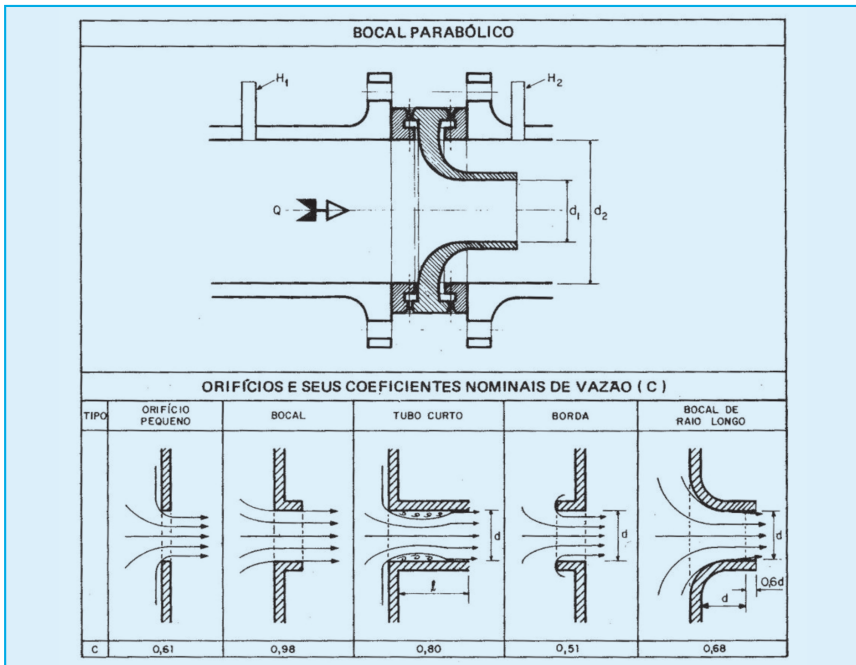 BOCAL PARABÓLICO
H1
H2
Q
d1
d2
ORIFÍCIOS E SEUS COEFICIENTES NOMINAIS DE VAZÃO ( C )
TIPO
ORIFÍCIO
PEQUENO
BOCAL
TUBO CURTO
BORDA
BOCAL DE
RAIO LONGO
d
ℓ
d
d
0,6d
d
C
0,61
0,98
0,80
0,51
0,68